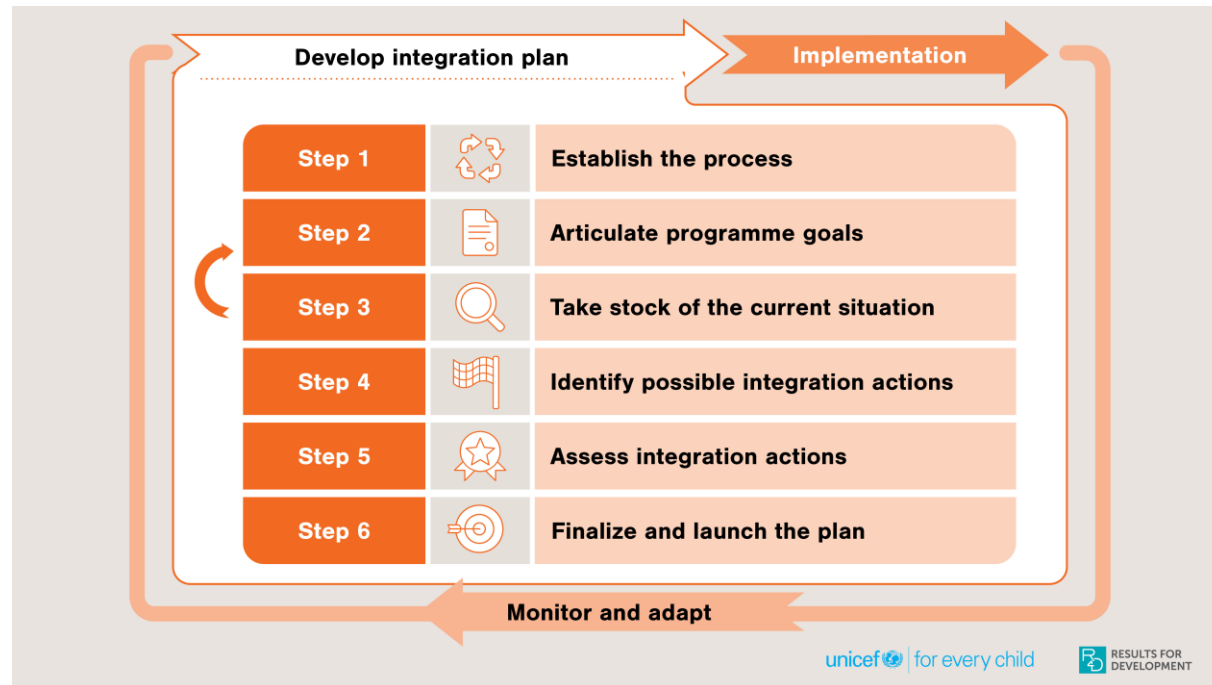 Develop integration plan
Implementation
Step 1
Establish the process
Step 2
Articulate programme goals
Step 3
Take stock of the current situation
Step 4
Identify possible integration actions
Step 5
Assess integration actions
Step 6
Finalize and launch the plan
Monitor and adapt
unicef for every child
R4D RESULTS FOR
DEVELOPMENT